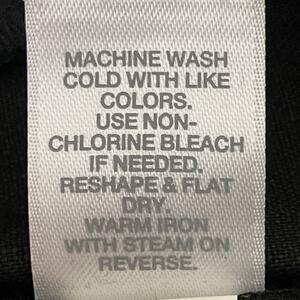 MACHINE WASH
COLD WITH LIKE
COLORS.
USE NON-
CHLORINE BLEACH
IF NEEDED.
RESHAPE & FLAT
DRY.
WARM IRON
WITH STEAM ON
REVERSE.